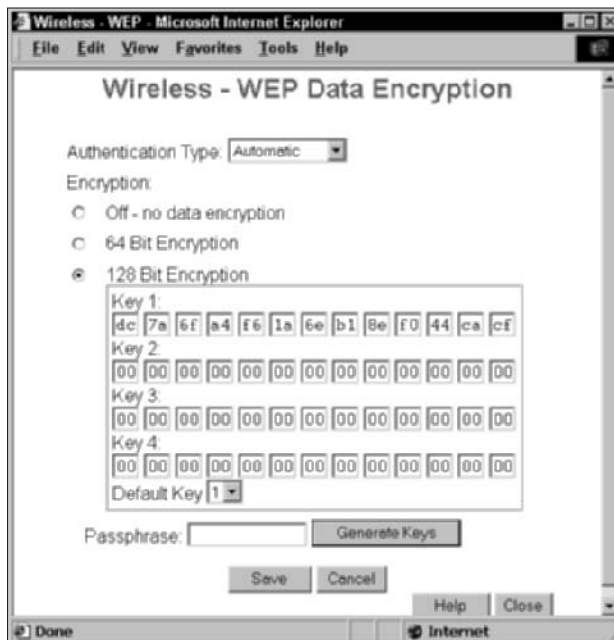 Wireless - WEP - Microsoft Internet Explorer
File Edit View Favorites Tools Help
Wireless - WEP Data Encryption
Authentication Type: Automatic
Encryption:
Off - no data encryption
64 Bit Encryption
128 Bit Encryption
Key 1:
dc 7a 6f a4 f6 1a 6e b1 8e f0 44 ca cf
Key 2:
00 00 00 00 00 00 00 00 00 00 00 00 00
Key 3:
00 00 00 00 00 00 00 00 00 00 00 00 00
Key 4:
00 00 00 00 00 00 00 00 00 00 00 00 00
Default Key 1
Passphrase: Generate Keys
Save Cancel
Help Close
Done Internet